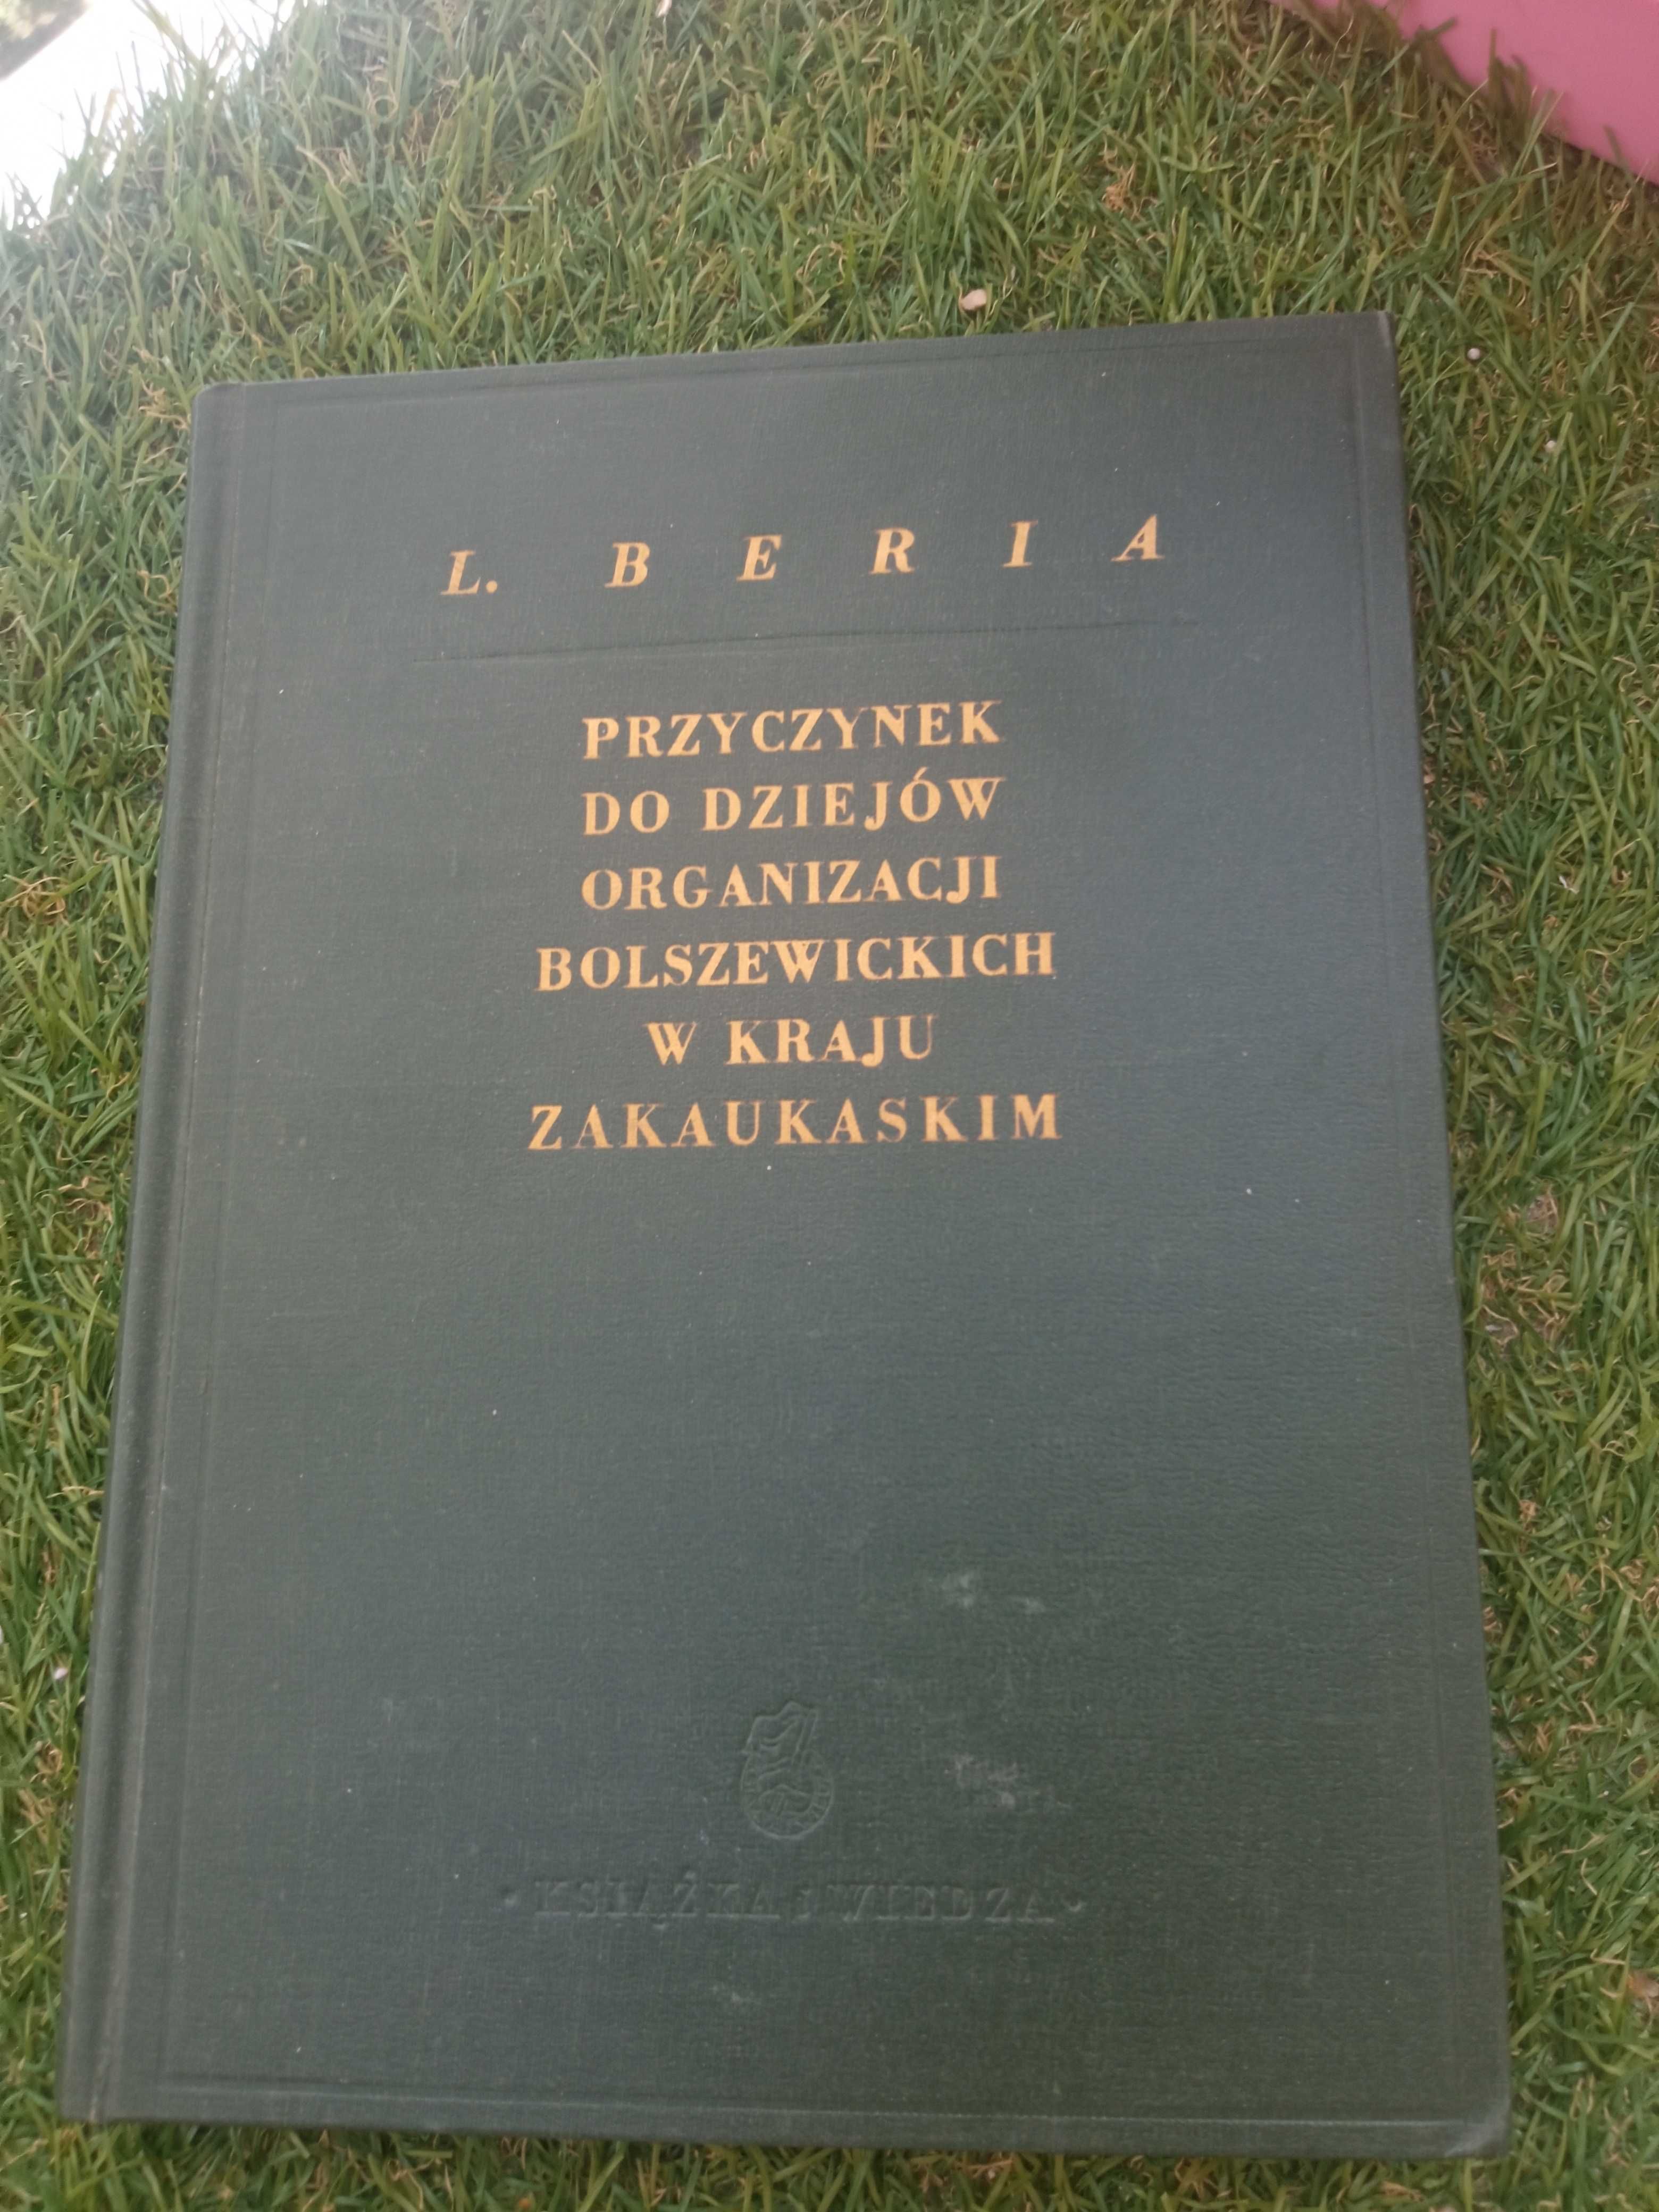 L. BERIA
PRZYCZYNEK
DO DZIEJÓW
ORGANIZACJI
BOLSZEWICKICH
W KRAJU
ZAKAUKASKIM
• KSIĄŻKA i WIEDZA •